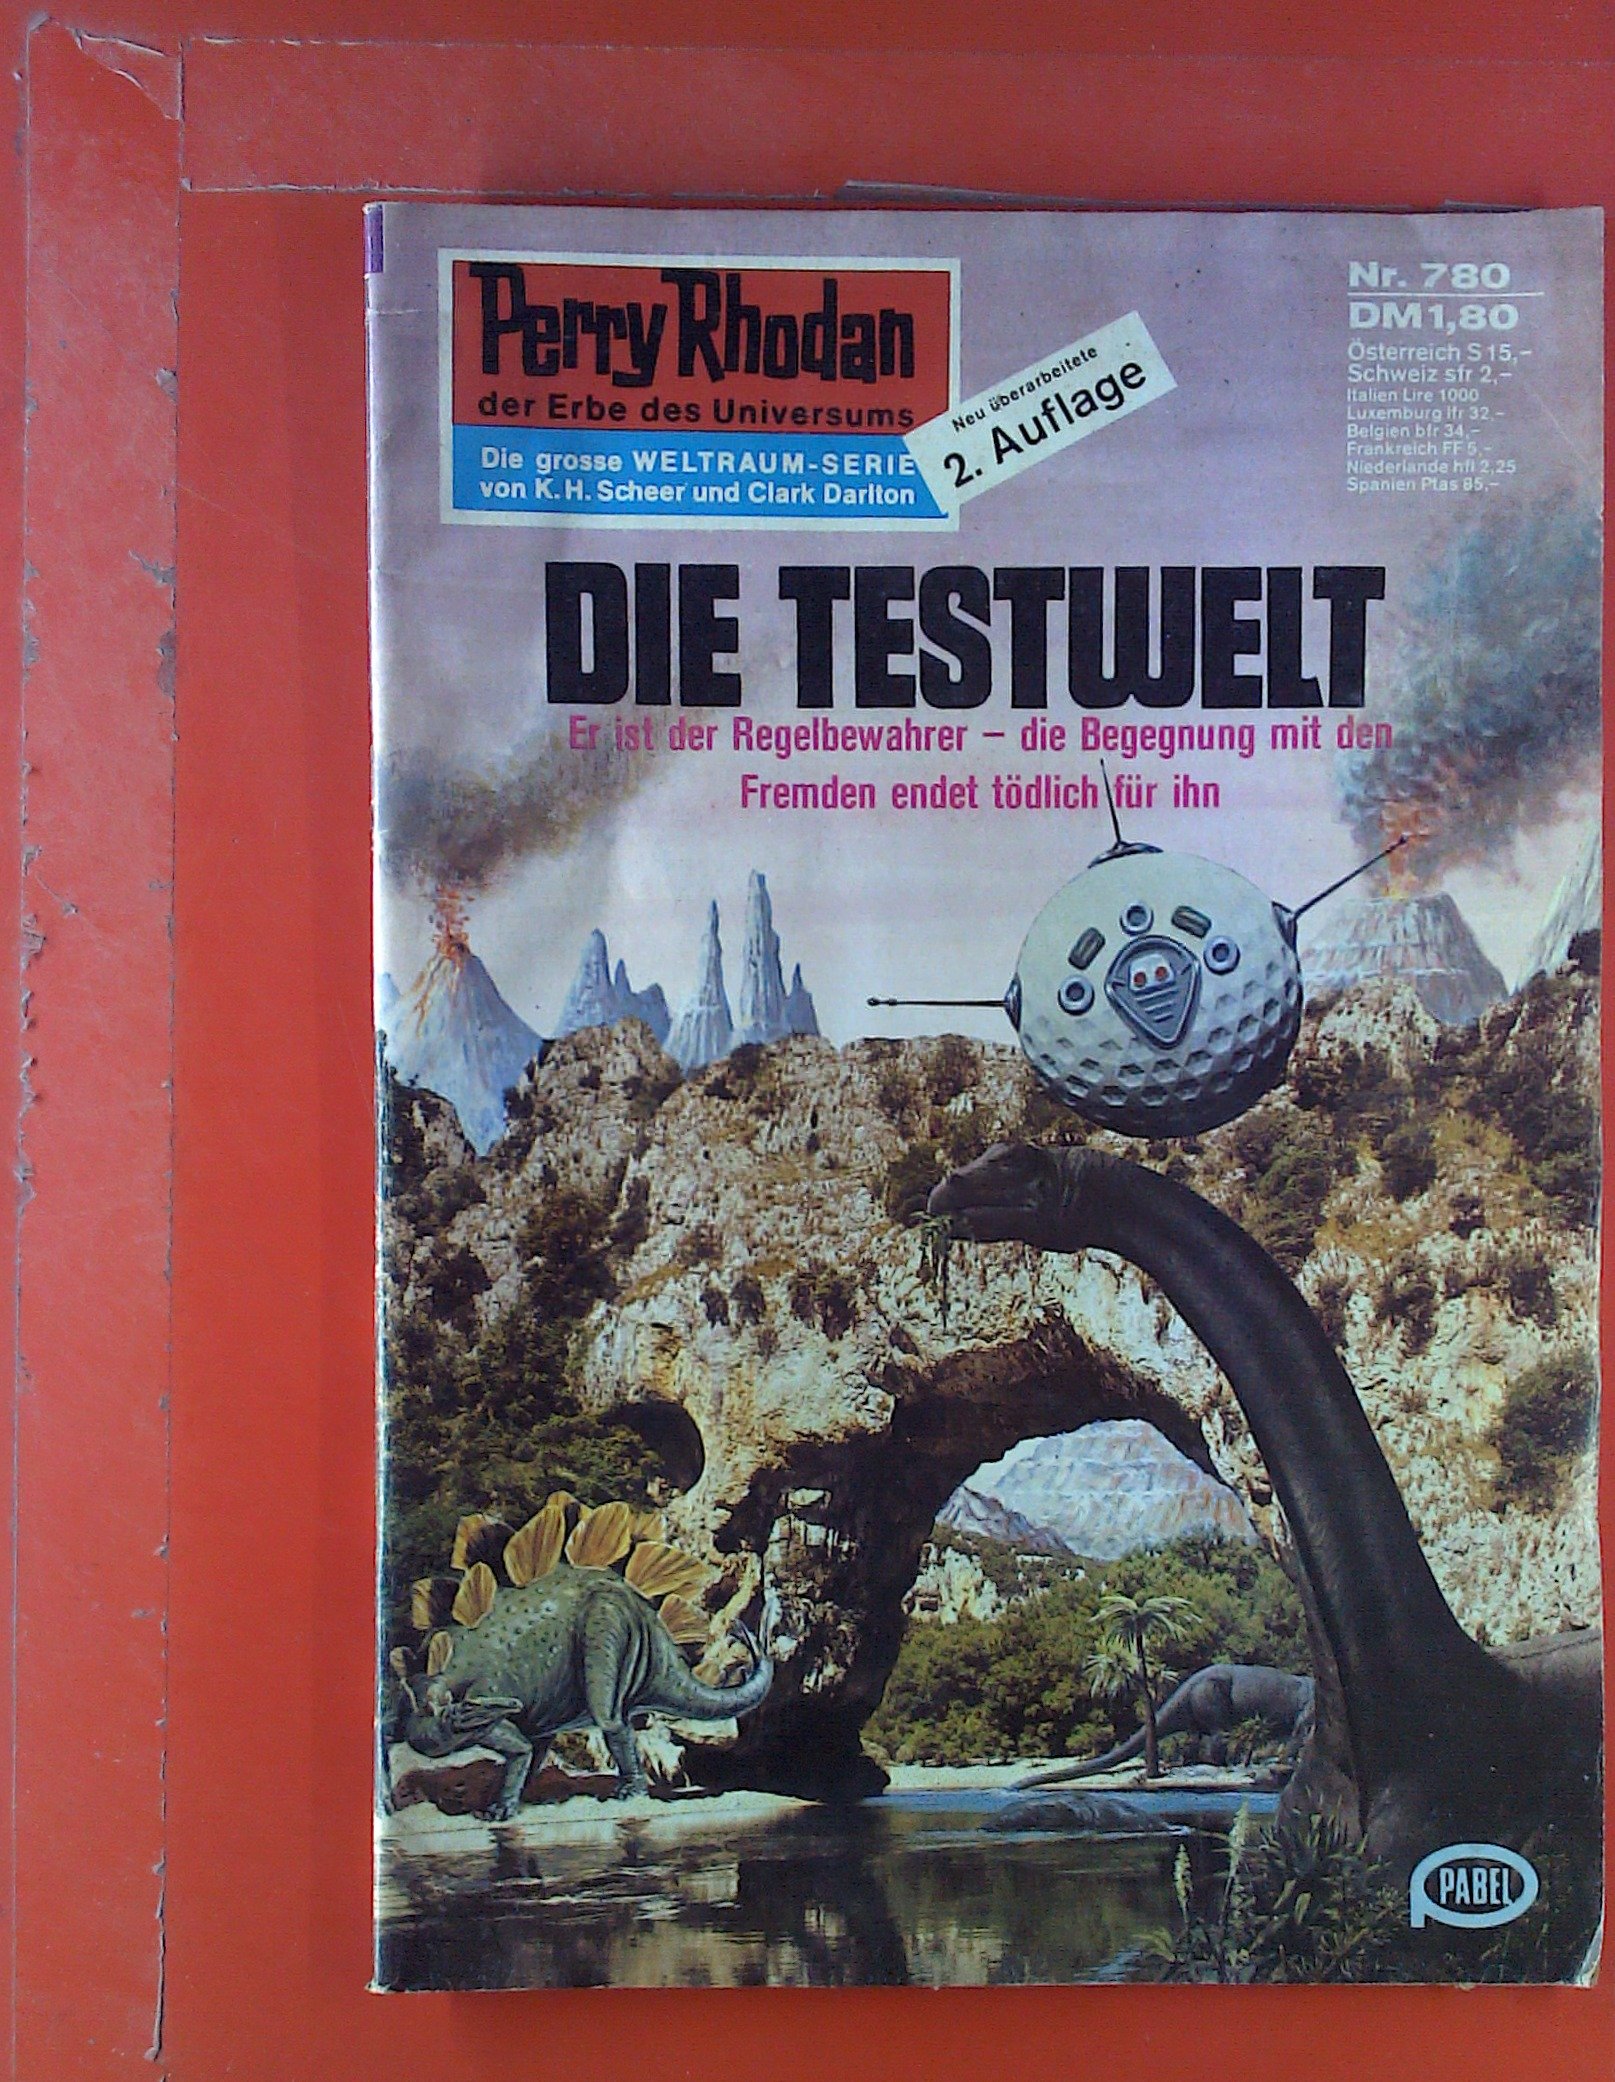 Perry Rhodan
der Erbe des Universums
Die grosse WELTRAUM-SERIE
von K. H. Scheer und Clark Darlton
Neu überarbeitete
2. Auflage
Nr. 780
DM 1,80
Österreich S 15,-
Schweiz sfr 2,-
Italien Lire 1000
Luxemburg lfr 32,-
Belgien bfr 34,-
Frankreich FF 5,-
Niederlande hfl 2,25
Spanien Ptas 85,-
DIE TESTWELT
Er ist der Regelbewahrer – die Begegnung mit den
Fremden endet tödlich für ihn
PABEL